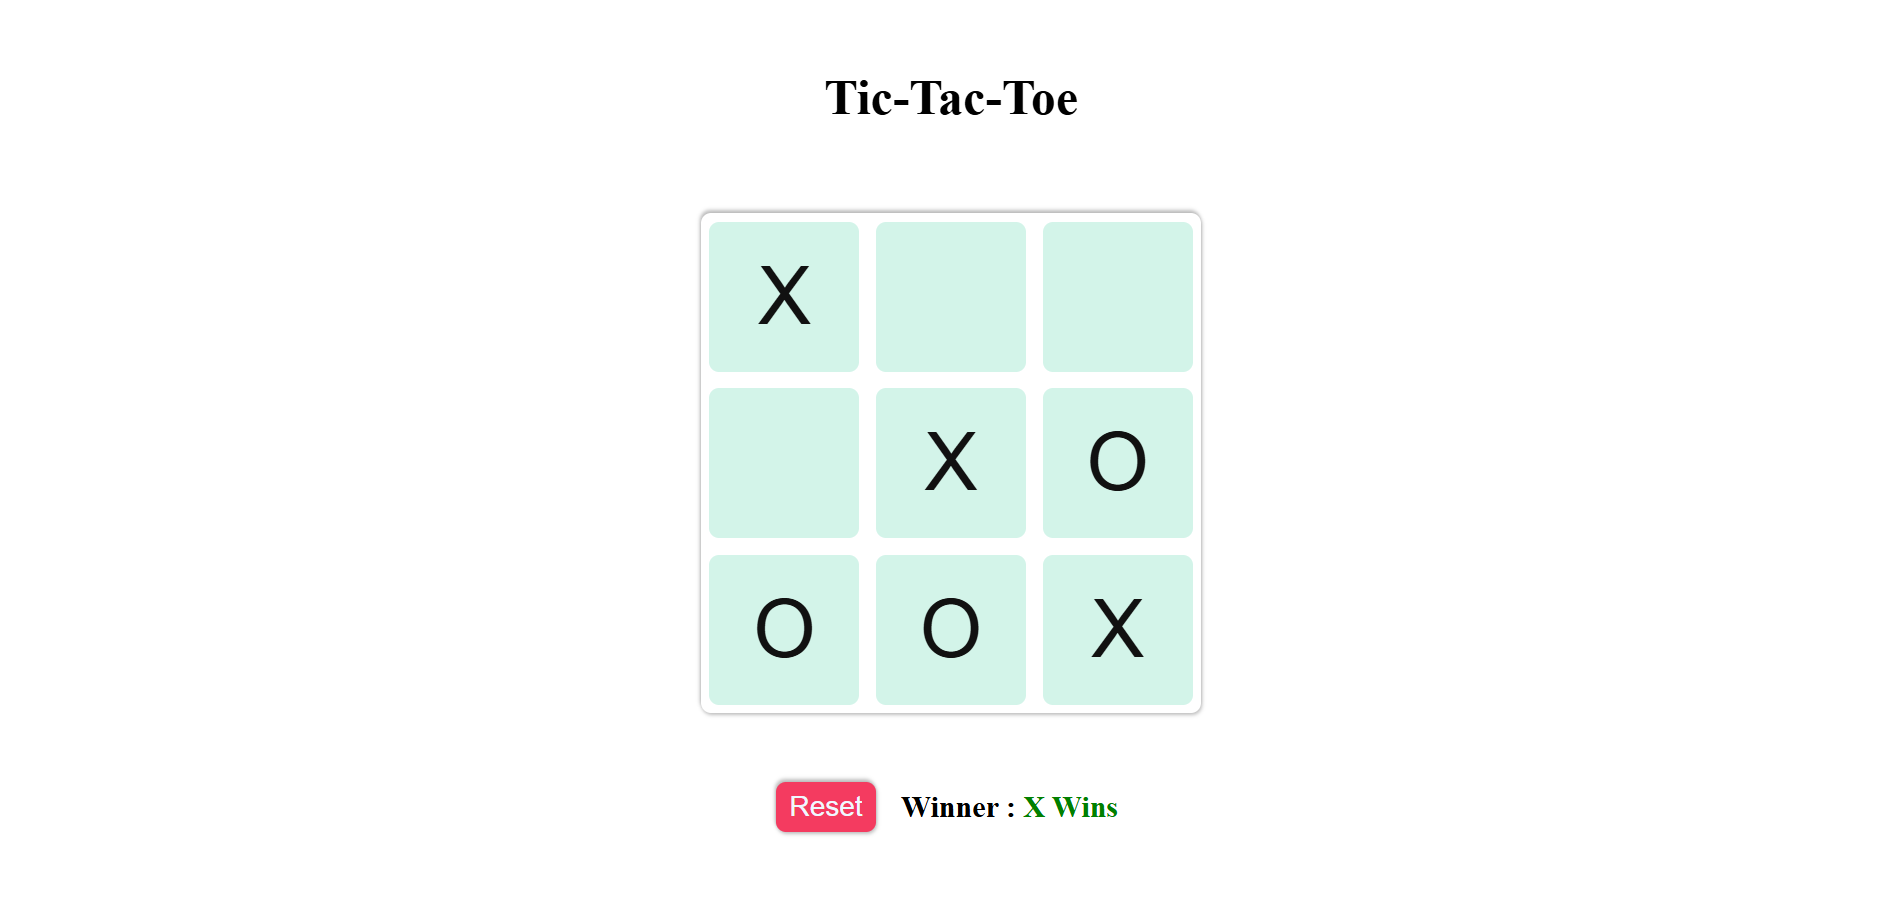 Tic-Tac-Toe
X
X O
O O X
Reset Winner : X Wins